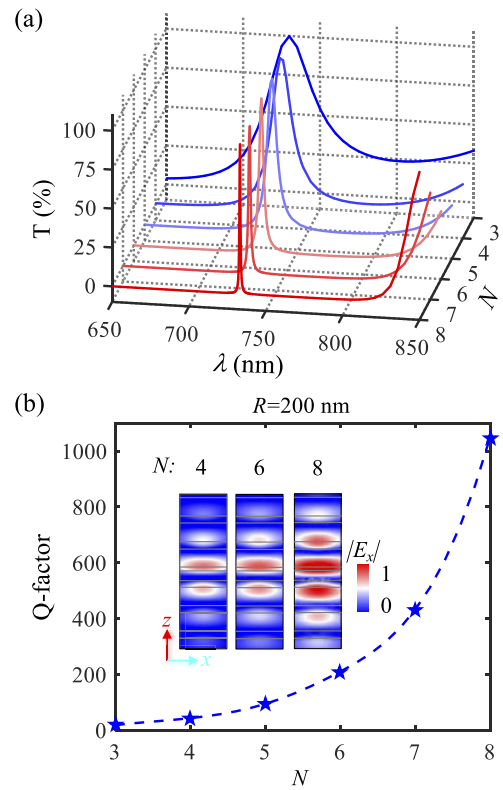 (a)
T (%)
100
75
50
25
0
650
700
750
800
850
λ (nm)
3
4
5
6
7
8
N
(b)
R=200 nm
Q-factor
1000
800
600
400
200
0
N: 4 6 8
|Eₓ|
1
0
z
x
3 4 5 6 7 8
N